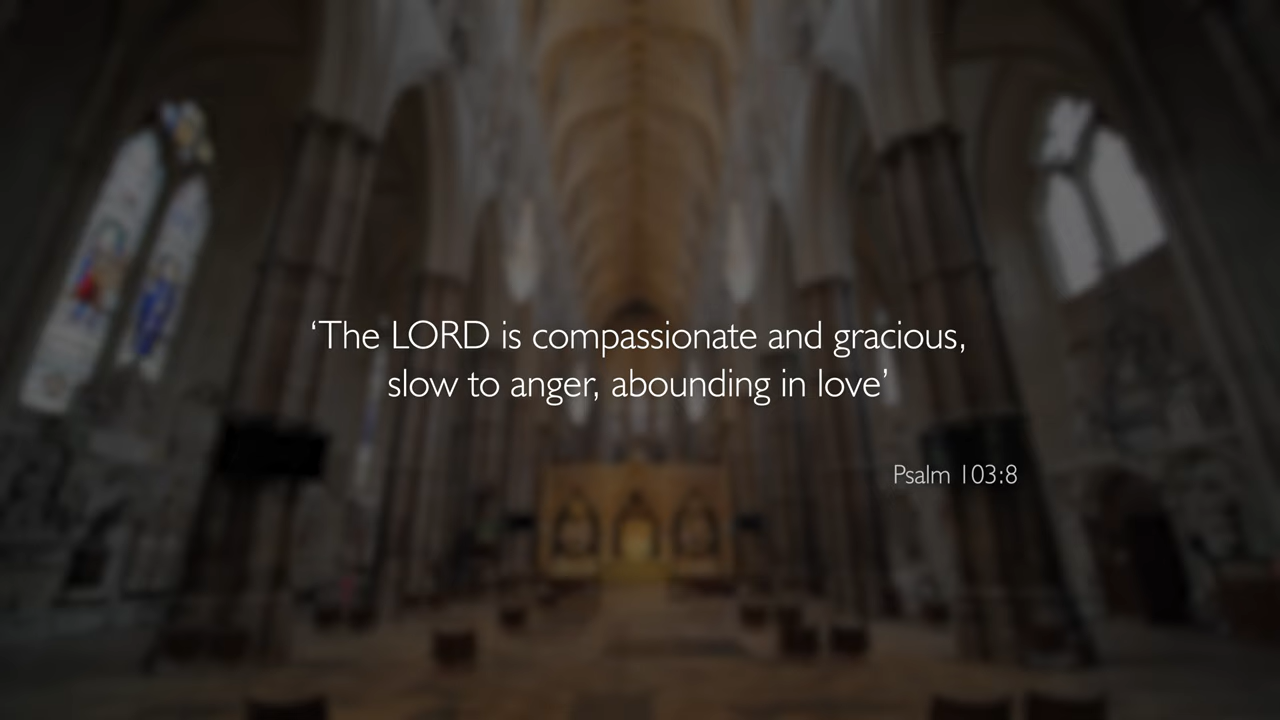 ‘The LORD is compassionate and gracious,
slow to anger, abounding in love’
Psalm 103:8